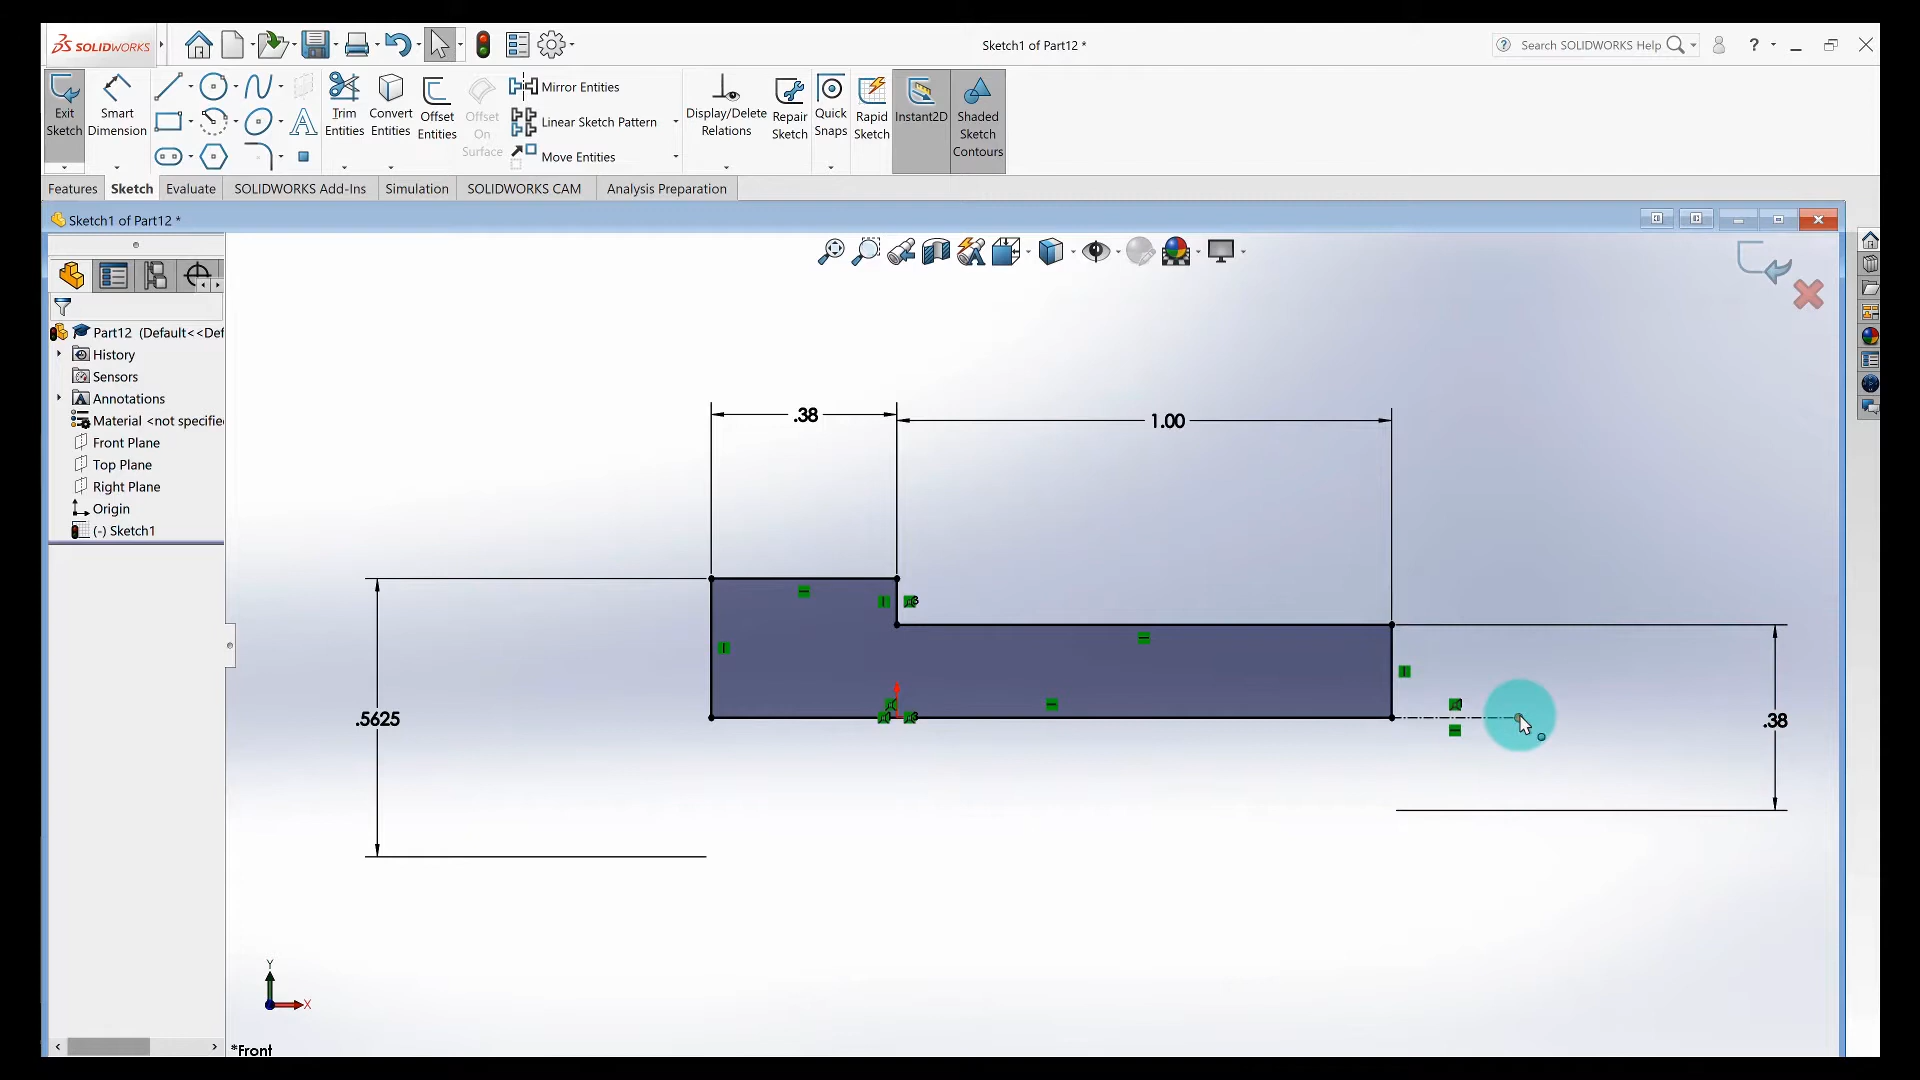 SOLIDWORKS
Sketch1 of Part12 *
? Search SOLIDWORKS Help
?
Exit Sketch
Smart Dimension
Trim Entities
Convert Entities
Offset Entities
Offset On Surface
Mirror Entities
Linear Sketch Pattern
Move Entities
Display/Delete Relations
Repair Sketch
Quick Snaps
Rapid Sketch
Instant2D
Shaded Sketch Contours
Features
Sketch
Evaluate
SOLIDWORKS Add-Ins
Simulation
SOLIDWORKS CAM
Analysis Preparation
Sketch1 of Part12 *
Part12 (Default<<Def
History
Sensors
Annotations
Material <not specifie
Front Plane
Top Plane
Right Plane
Origin
(-) Sketch1
.38
1.00
3
.5625
3
.38
Y
X
*Front